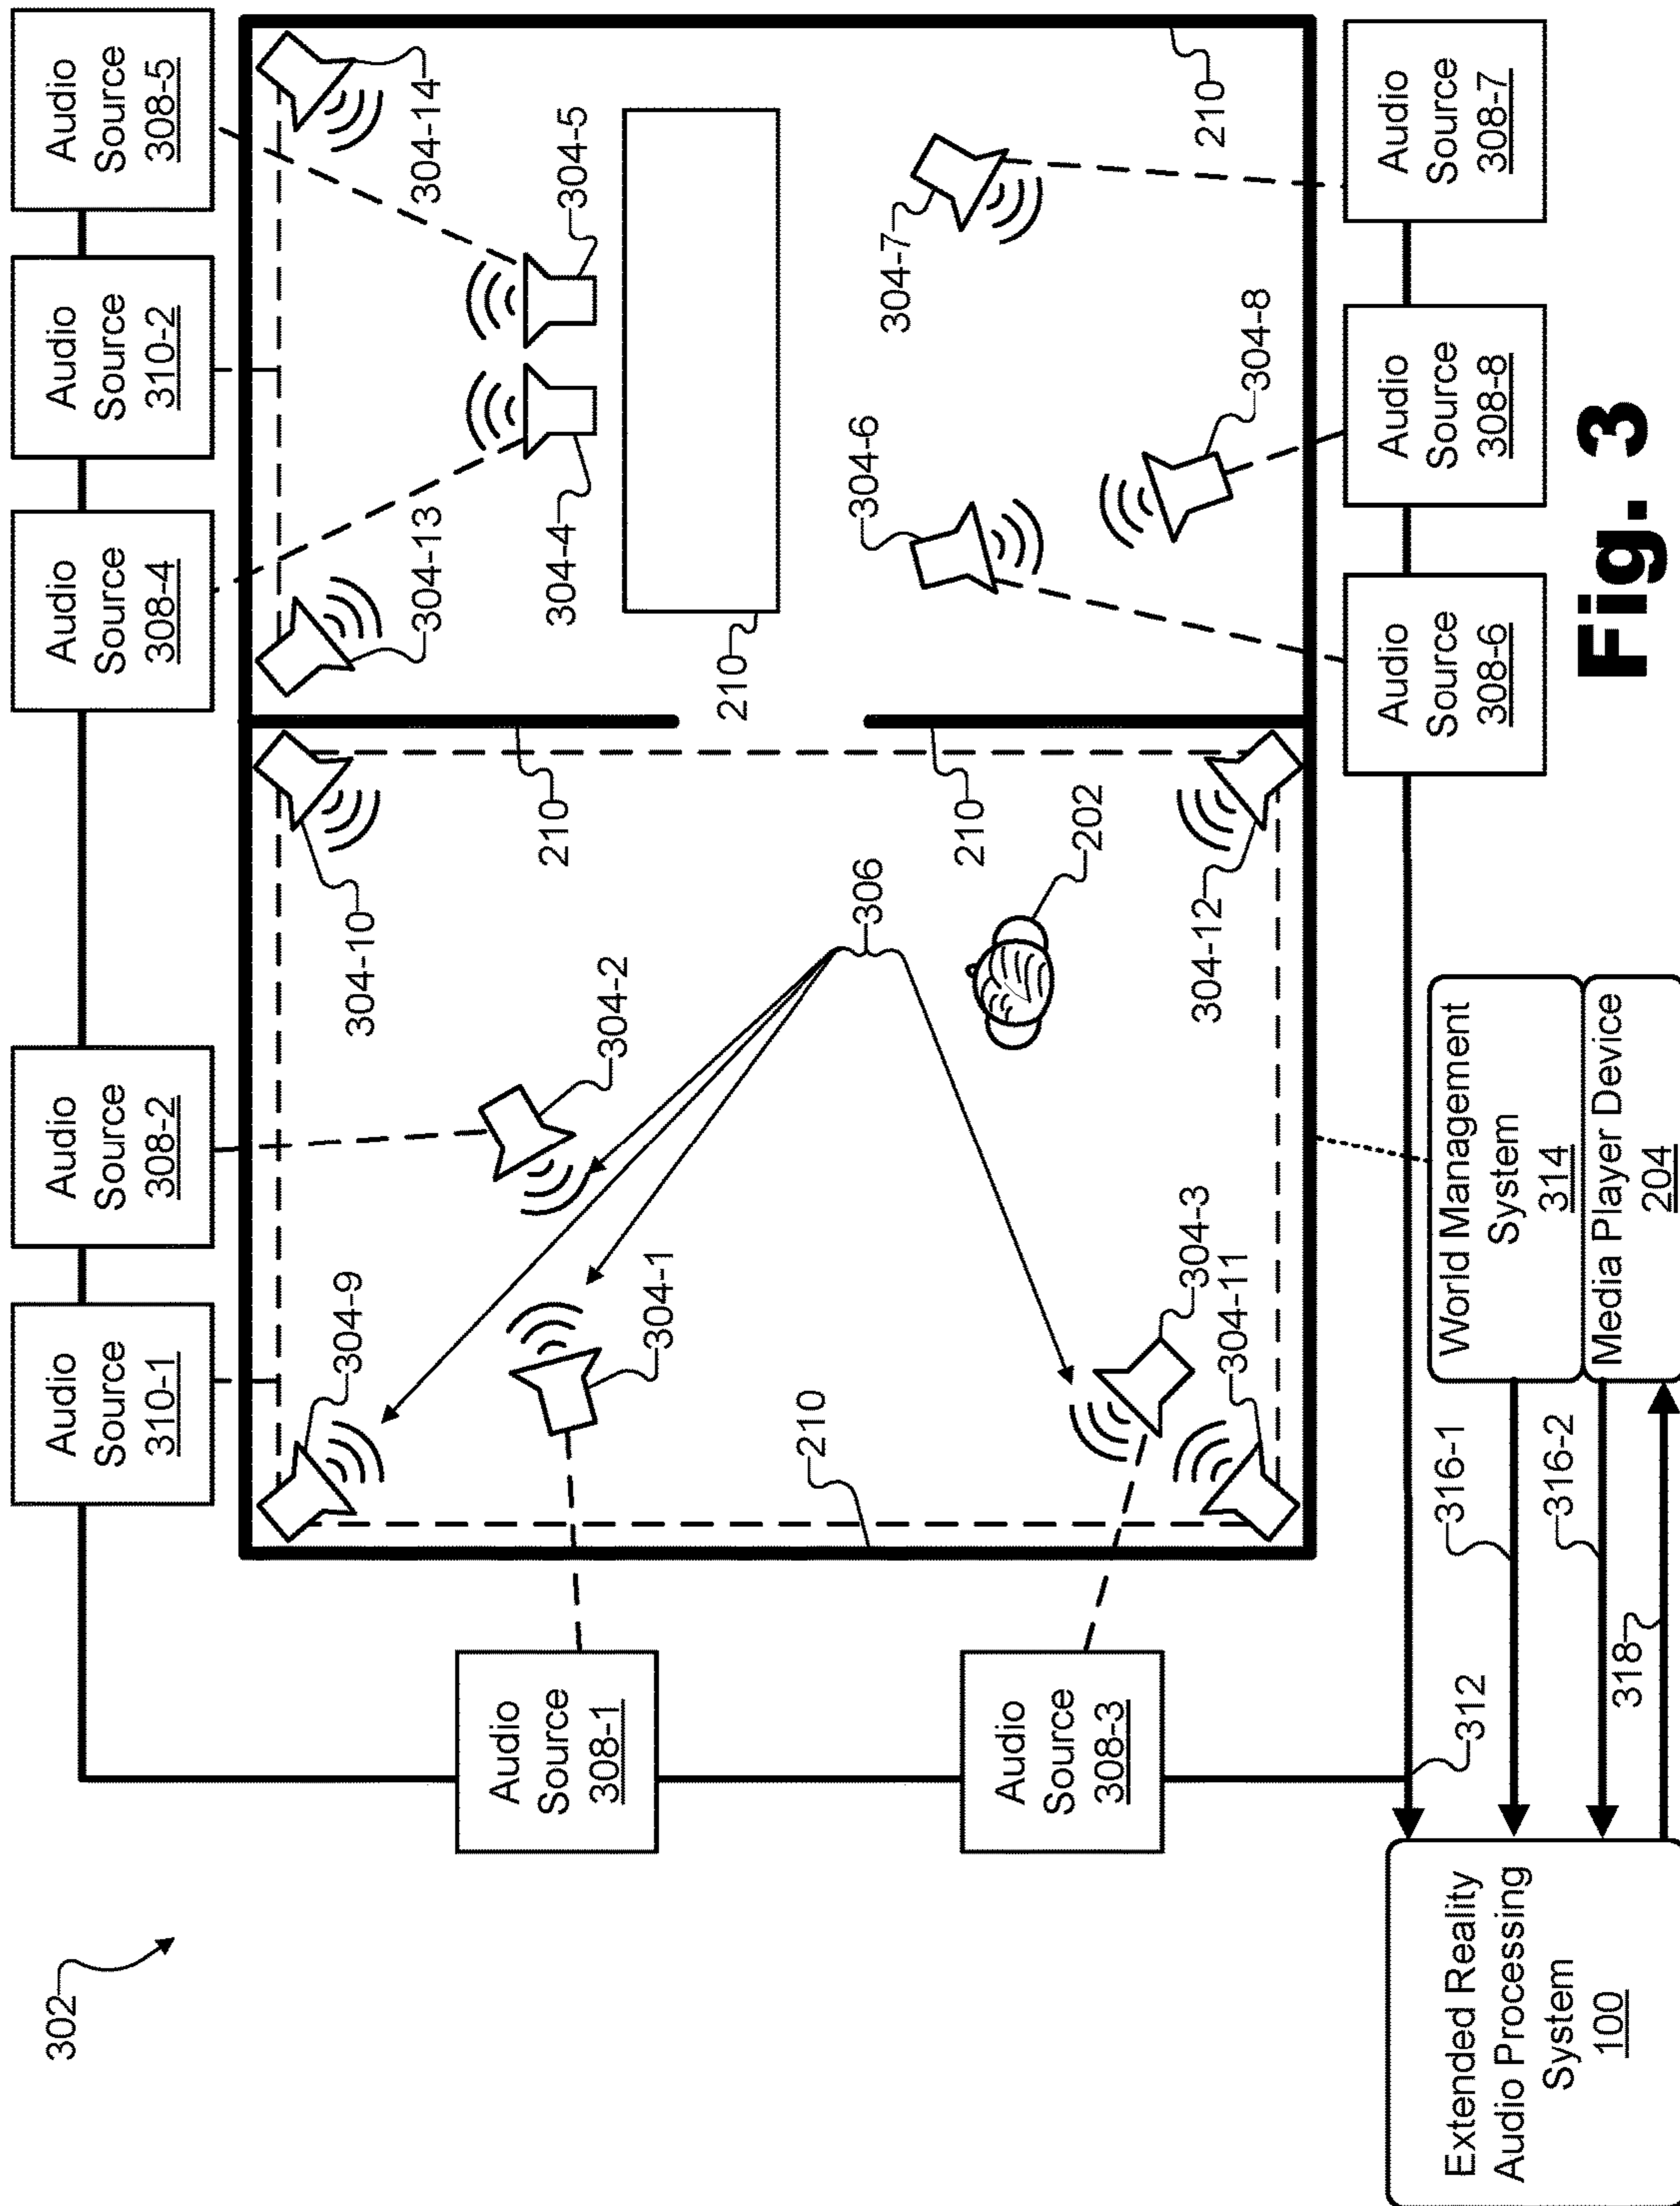 302
Audio
Source
310-1
Audio
Source
308-2
Audio
Source
308-4
Audio
Source
310-2
Audio
Source
308-5
304-9
304-10
304-13
304-14
304-1
304-2
304-4
304-5
210
210
306
210
304-6
304-7
210
210
202
304-8
210
304-3
304-11
304-12
Audio
Source
308-1
Audio
Source
308-3
Audio
Source
308-6
Audio
Source
308-8
Audio
Source
308-7
312
316-1
316-2
318
World Management
System
314
Media Player Device
204
Extended Reality
Audio Processing
System
100
Fig. 3